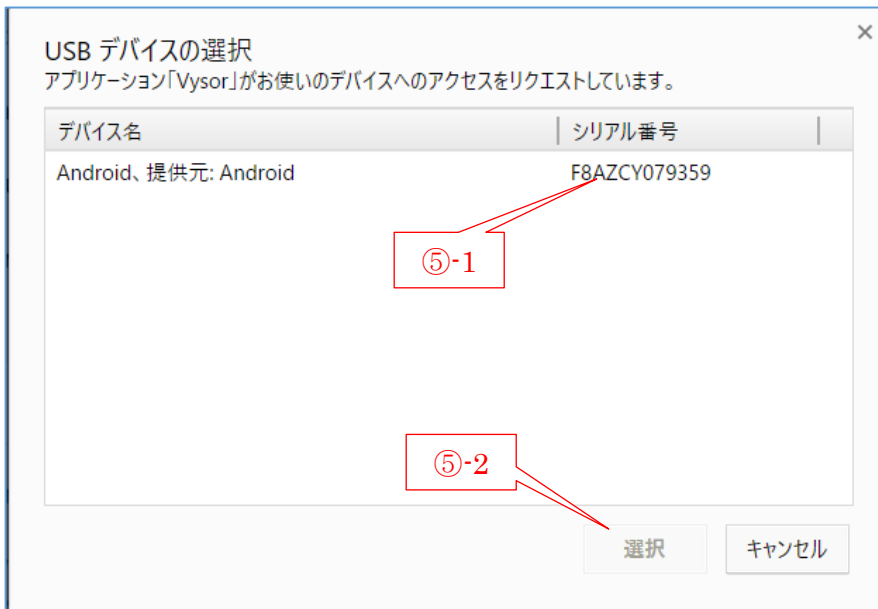 ×
USB デバイスの選択
アプリケーション「Vysor」がお使いのデバイスへのアクセスをリクエストしています。
デバイス名 シリアル番号
Android、提供元: Android F8AZCY079359
⑤-1
⑤-2
選択 キャンセル